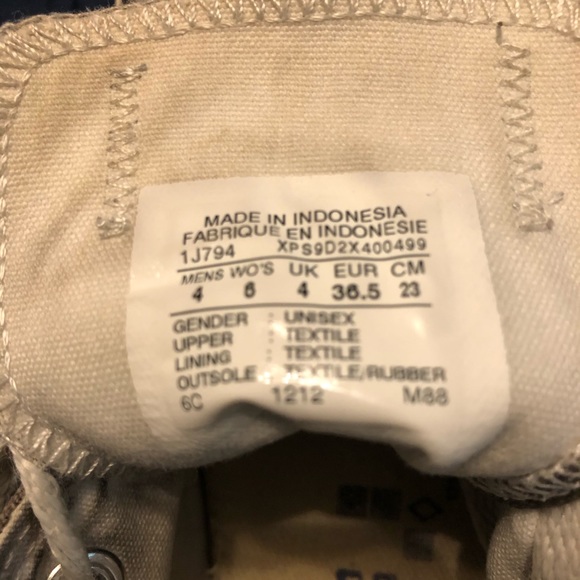 MADE IN INDONESIA
FABRIQUE EN INDONESIE
1J794 XPS9D2X400499
MENS WO'S UK EUR CM
4 6 4 36.5 23
GENDER : UNISEX
UPPER : TEXTILE
LINING : TEXTILE
OUTSOLE : TEXTILE/RUBBER
6C 1212 M88